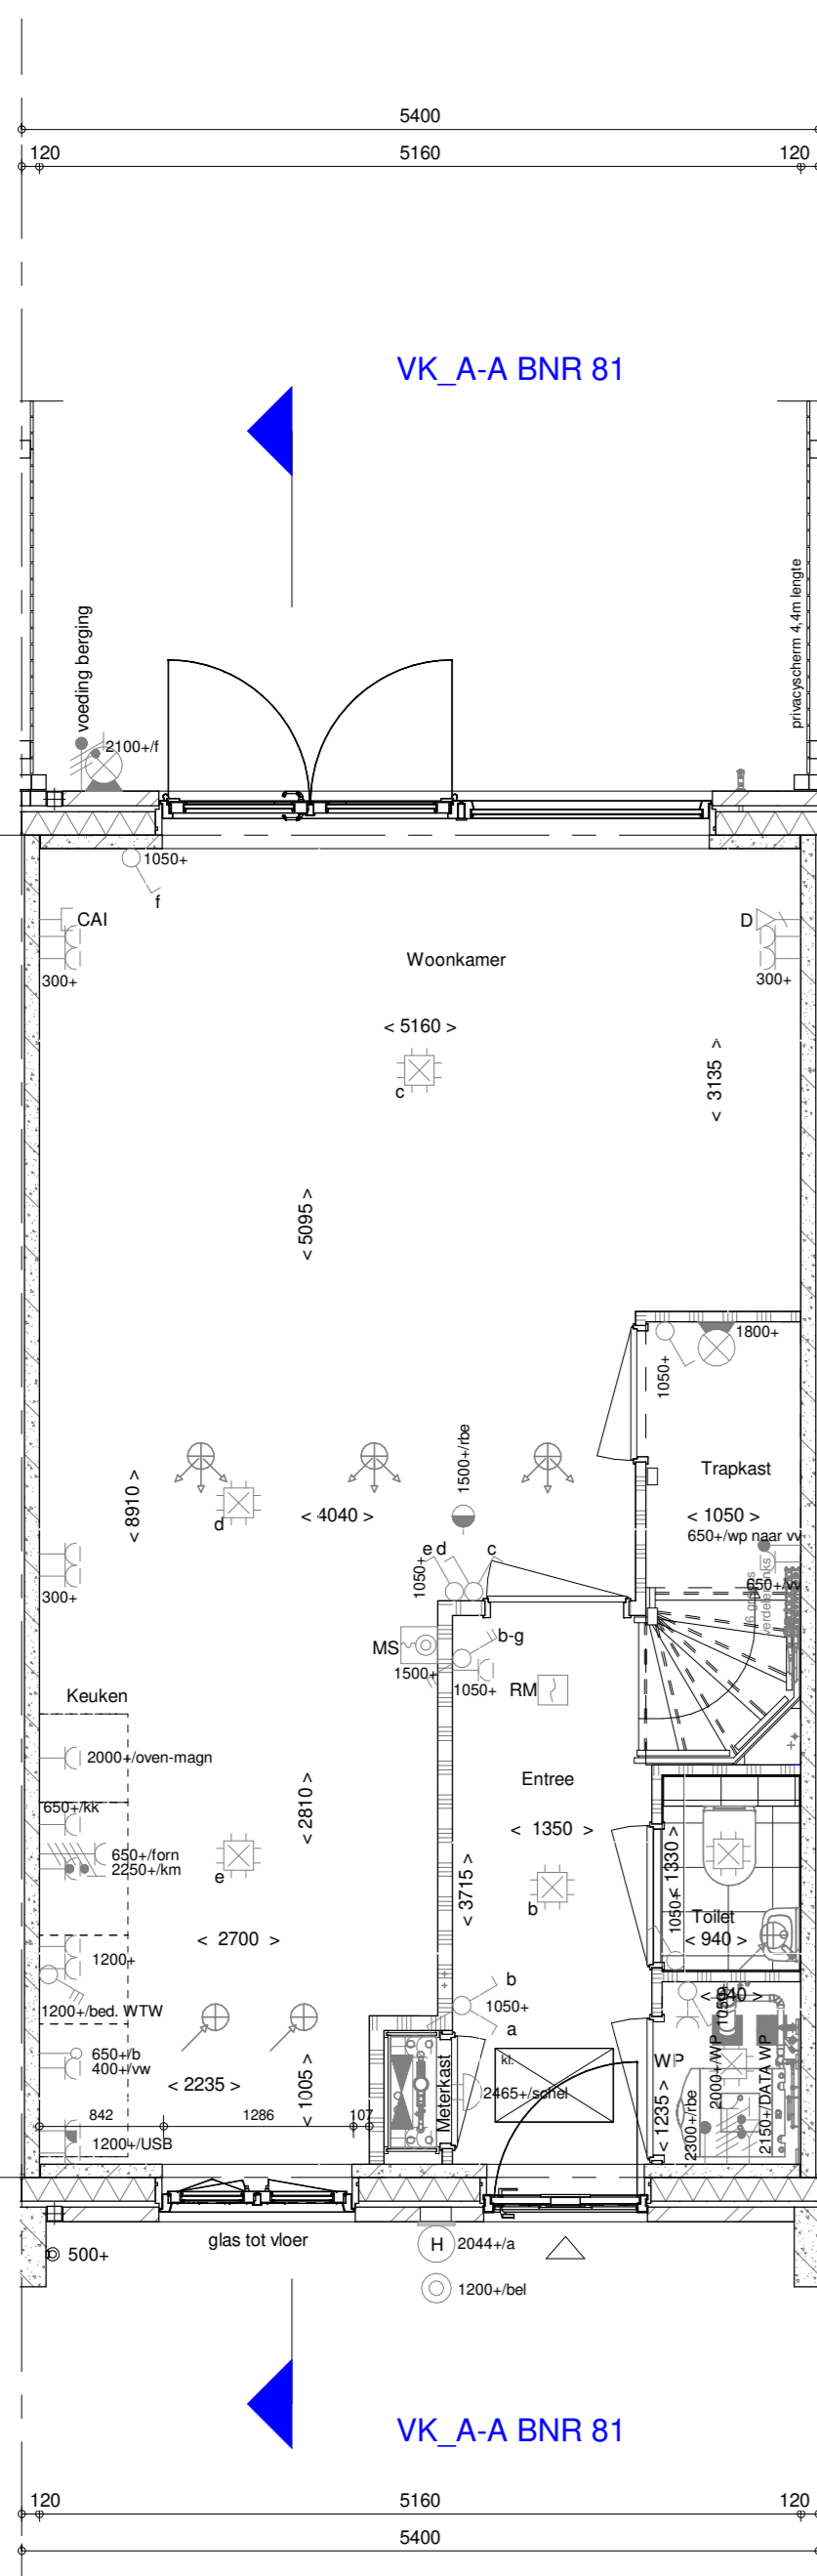 5400
120 5160 120
VK_A-A BNR 81
voeding berging
privacyscherm 4,4m lengte
2100+/f
1050+
f
CAI
D
300+
300+
Woonkamer
< 5160 >
c
< 3135 >
< 5095 >
1800+
1050+
Trapkast
< 1050 >
650+/wp naar vv
650+/vv
1500+/rbe
< 8910 >
d
< 4040 >
e d
c
1050+
300+
MS
1500+
b-g
1050+
RM
Keuken
2000+/oven-magn
650+/kk
650+/forn
2250+/km
< 2810 >
e
Entree
< 1350 >
< 3715 >
b
< 1330 >
1050+
Toilet
< 940 >
< 2700 >
1200+
1200+/bed. WTW
b
1050+
a
< 940 >
1050+
650+/b
400+/vw
< 2235 >
< 1005 >
Meterkast
kl.
2465+/schel
WP
< 1235 >
2300+/rbe
2000+/WP
2150+/DATA WP
842 1286 107
1200+/USB
glas tot vloer
500+
H
2044+/a
1200+/bel
VK_A-A BNR 81
120 5160 120
5400